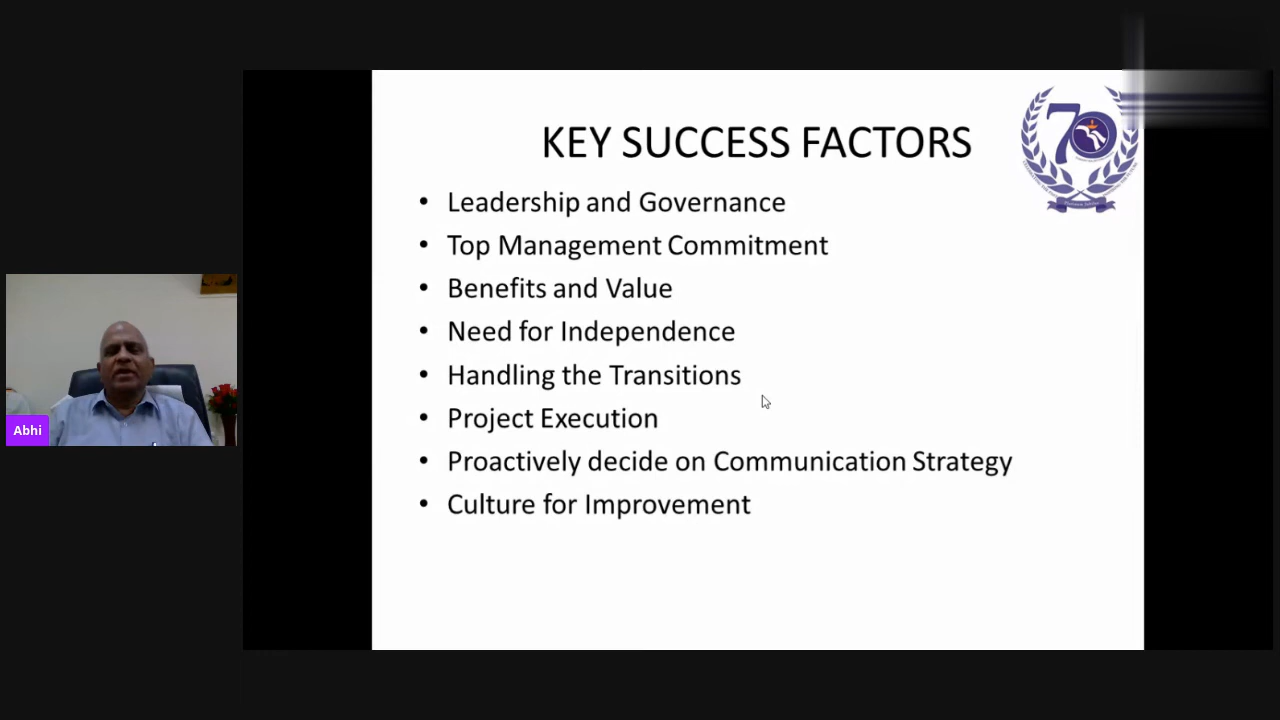 KEY SUCCESS FACTORS
70
• Leadership and Governance
• Top Management Commitment
• Benefits and Value
• Need for Independence
• Handling the Transitions
• Project Execution
• Proactively decide on Communication Strategy
• Culture for Improvement
Abhi